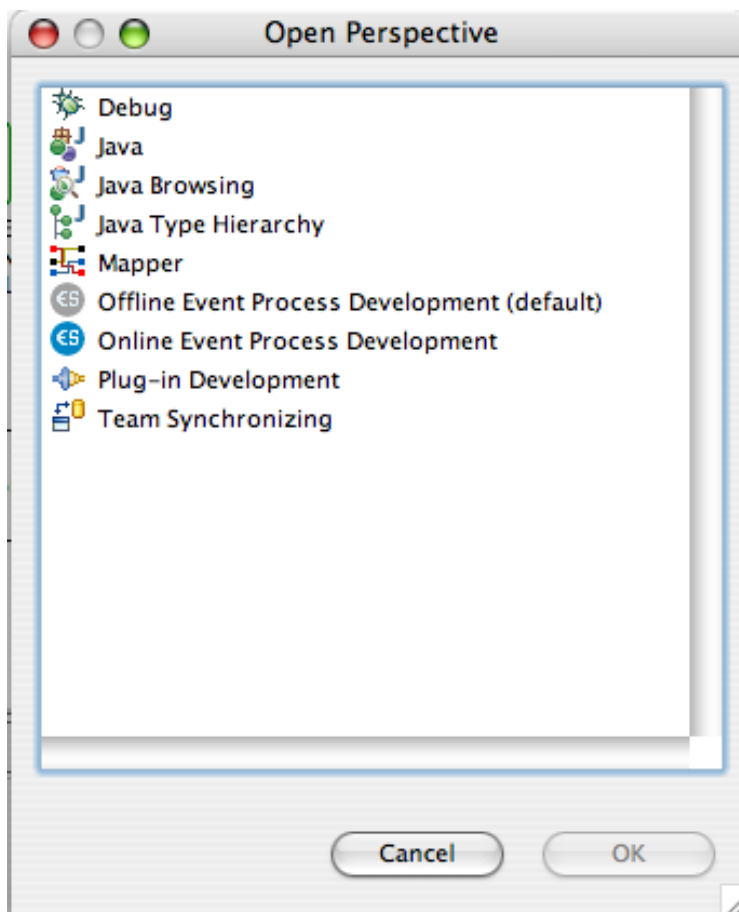 Open Perspective
Debug
Java
Java Browsing
Java Type Hierarchy
Mapper
Offline Event Process Development (default)
Online Event Process Development
Plug-in Development
Team Synchronizing
Cancel
OK